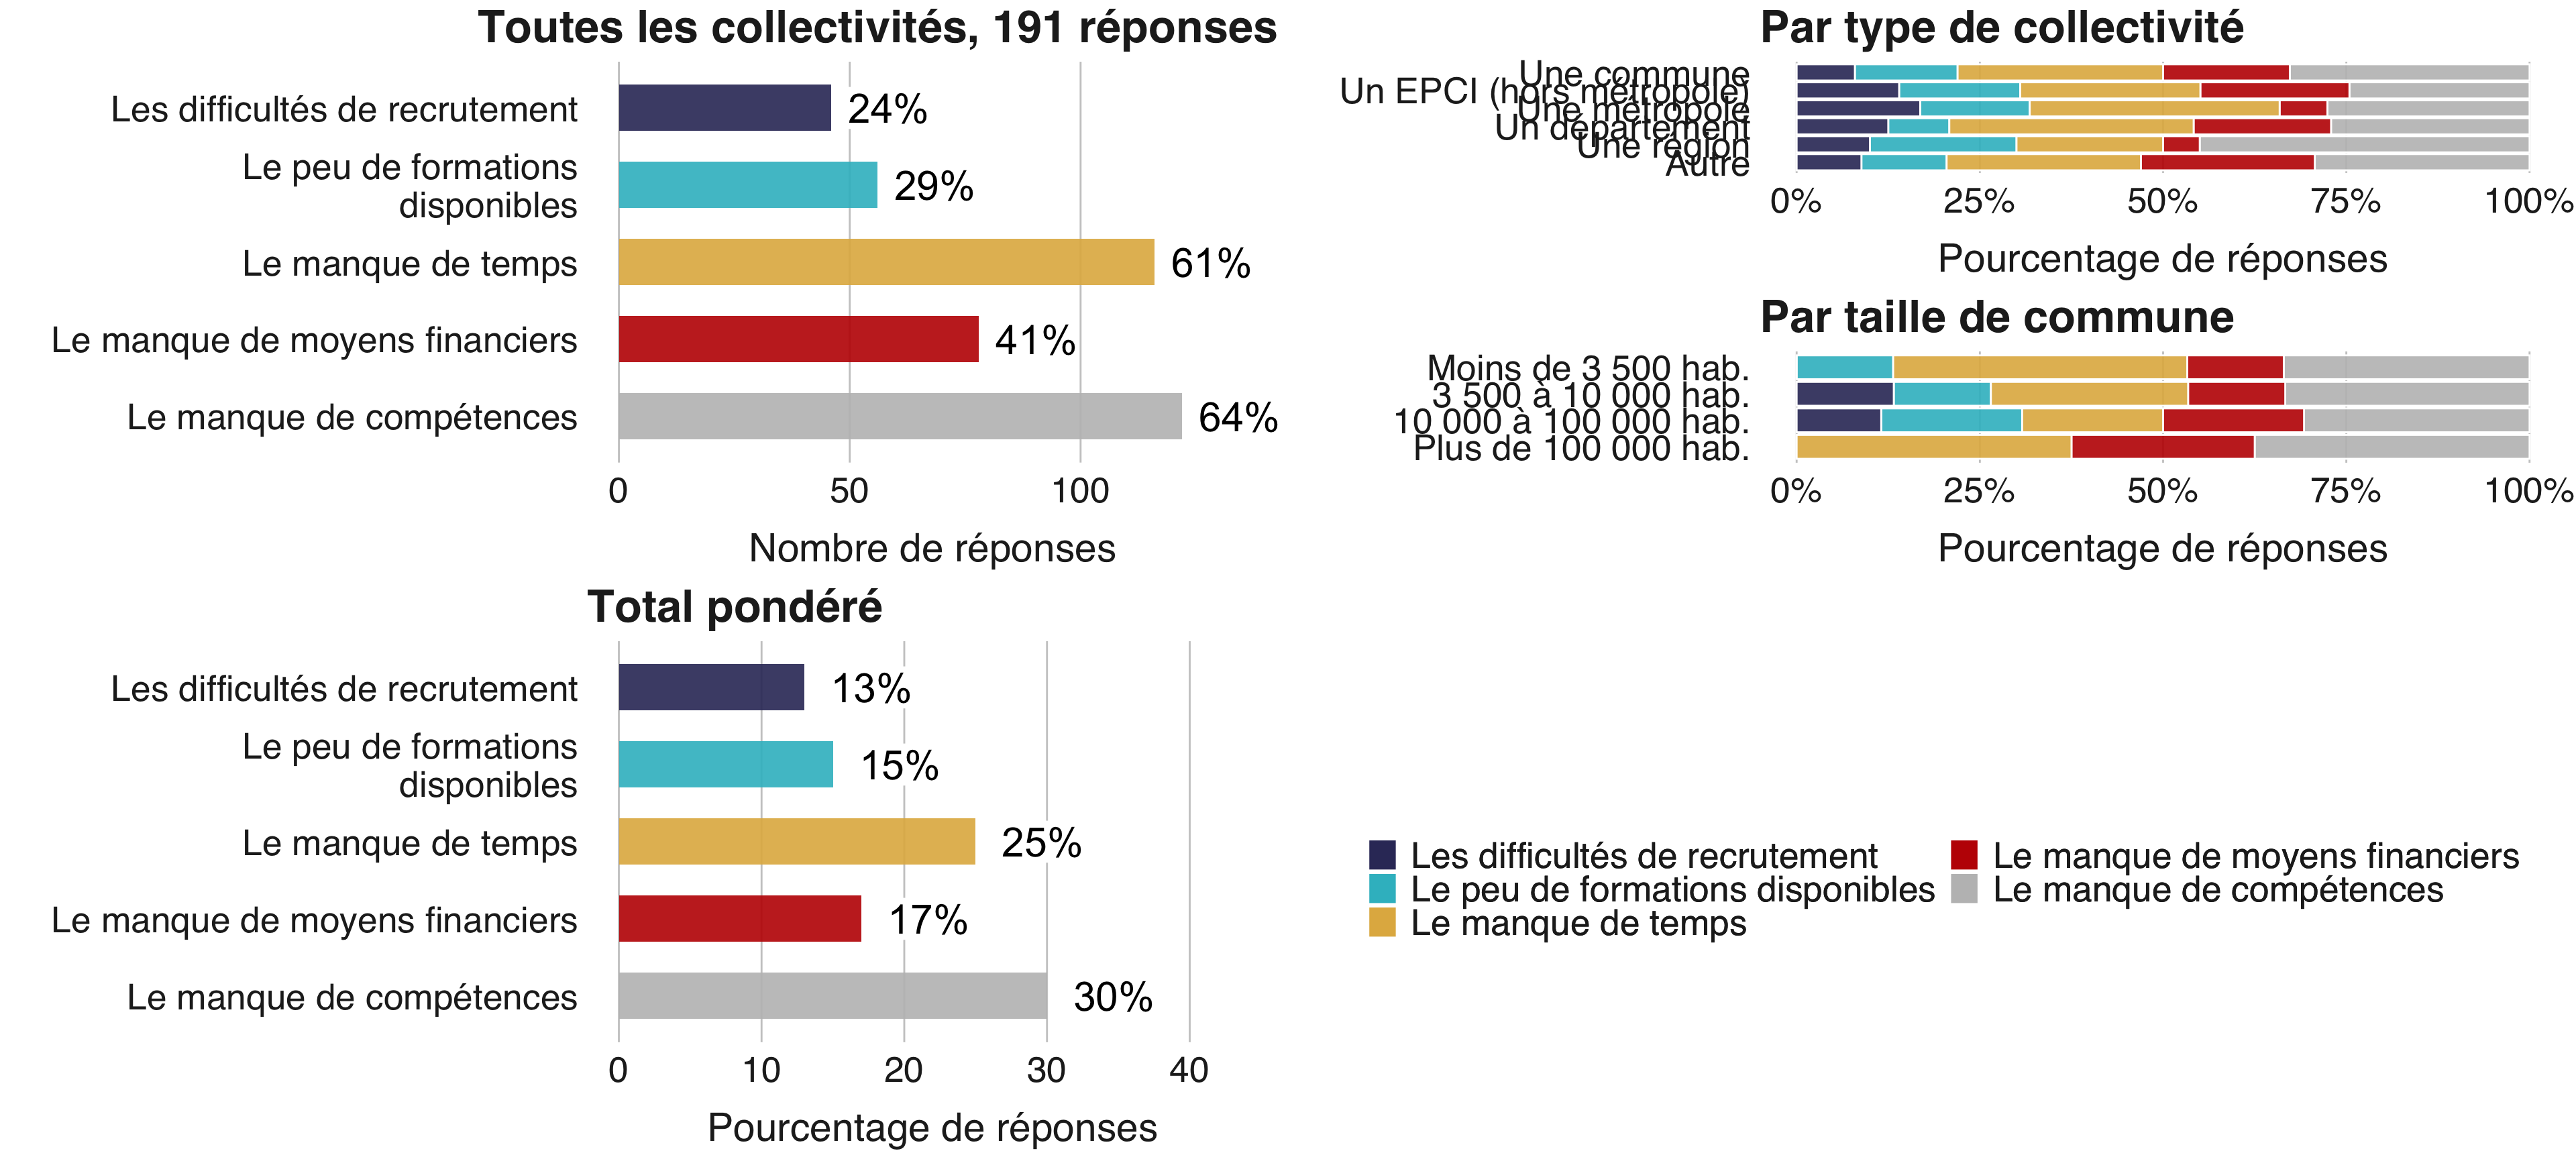 Toutes les collectivités, 191 réponses
Les difficultés de recrutement
24%
Le peu de formations
disponibles
29%
Le manque de temps
61%
Le manque de moyens financiers
41%
Le manque de compétences
64%
0 50 100
Nombre de réponses
Par type de collectivité
Une commune
Un EPCI (hors métropole)
Une métropole
Un département
Une région
Autre
0% 25% 50% 75% 100%
Pourcentage de réponses
Par taille de commune
Moins de 3 500 hab.
3 500 à 10 000 hab.
10 000 à 100 000 hab.
Plus de 100 000 hab.
0% 25% 50% 75% 100%
Pourcentage de réponses
Total pondéré
Les difficultés de recrutement
13%
Le peu de formations
disponibles
15%
Le manque de temps
25%
Le manque de moyens financiers
17%
Le manque de compétences
30%
0 10 20 30 40
Pourcentage de réponses
Les difficultés de recrutement
Le peu de formations disponibles
Le manque de temps
Le manque de moyens financiers
Le manque de compétences